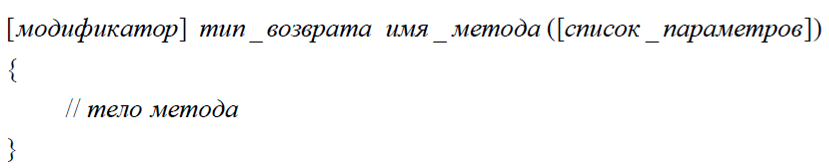 [модификатор] тип_возврата имя_метода([список_параметров])
{
// тело метода
}